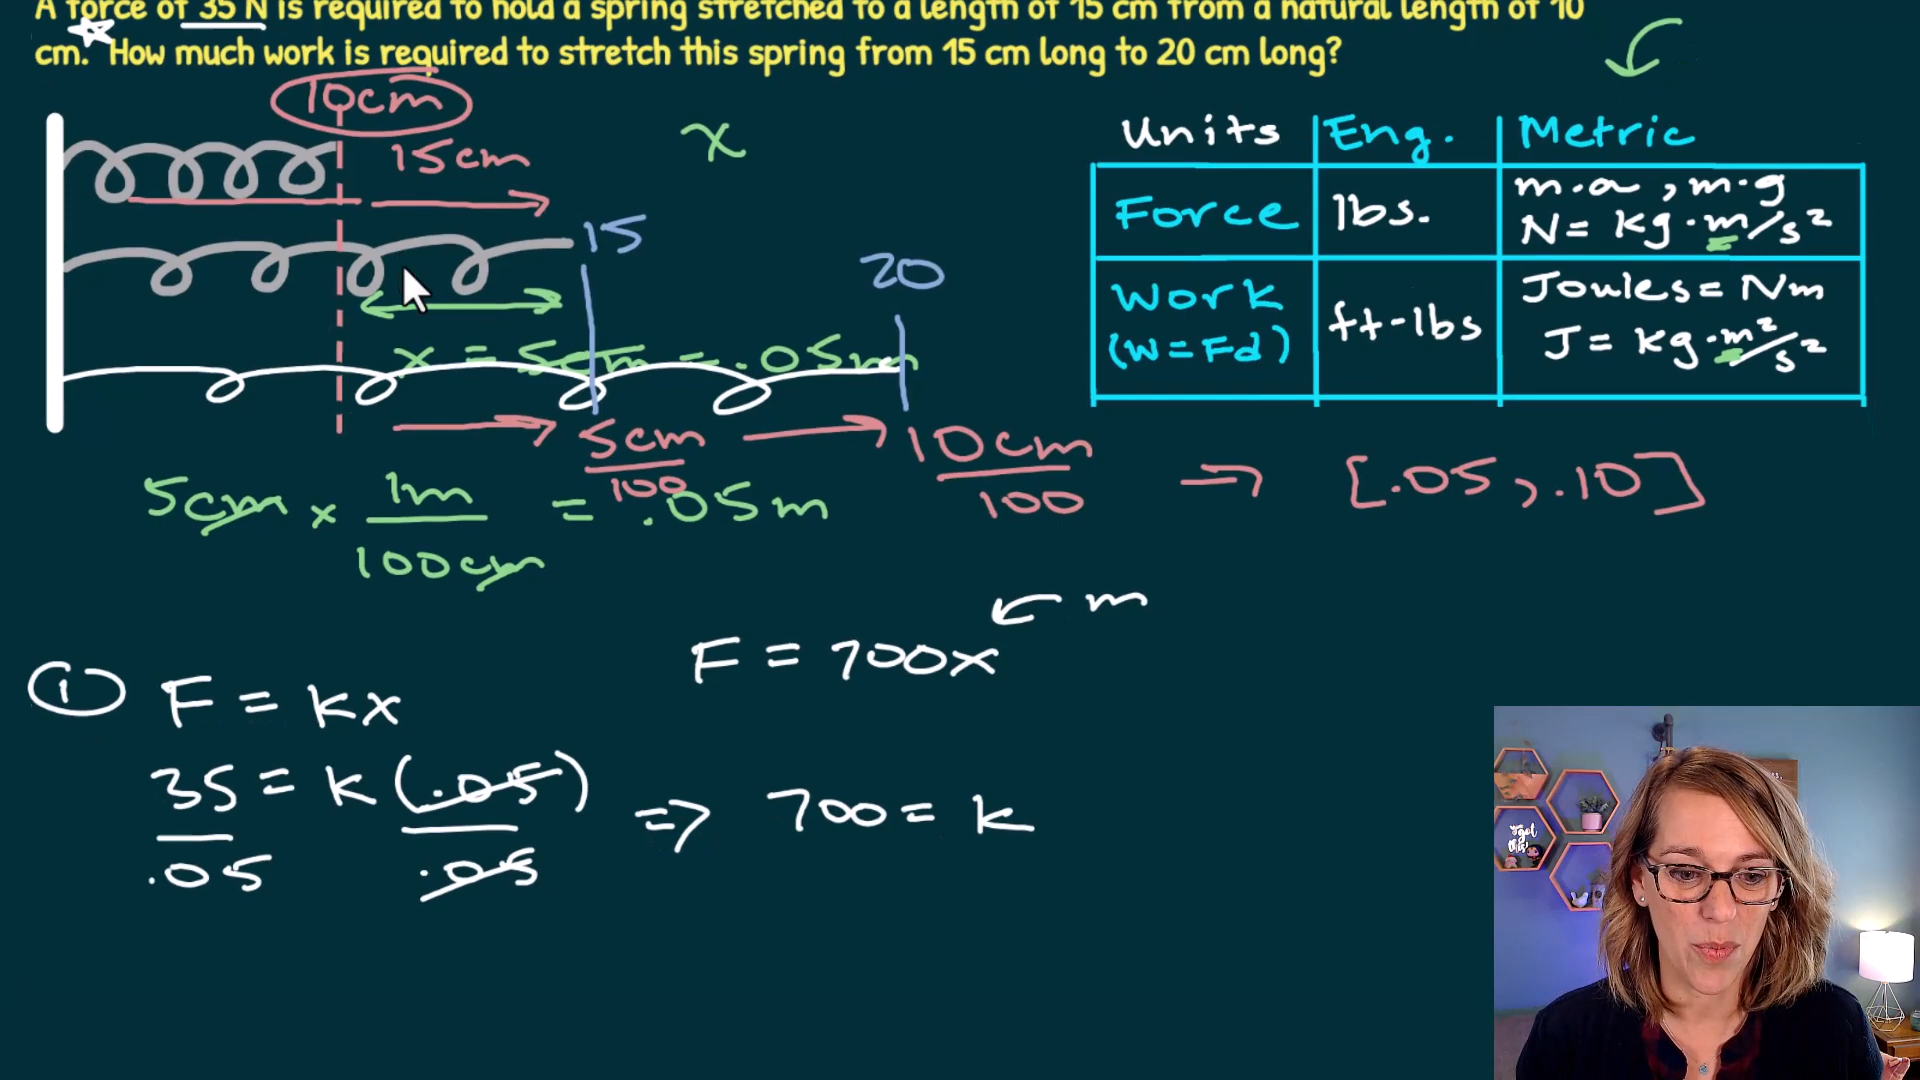 A force of 35 N is required to hold a spring stretched to a length of 15 cm from a natural length of 10
cm. How much work is required to stretch this spring from 15 cm long to 20 cm long?
10cm
15cm
x
15
20
x = 5cm = .05m
5cm/100
10cm/100 ⇒ [.05, .10]
5cm × 1m/100cm = .05m
Units Eng. Metric
Force lbs. m·a, m·g
N = kg·m/s²
Work (W=Fd) ft-lbs Joules = Nm
J = kg·m²/s²
F = 700x ← m
① F = kx
35 = k(.05) ⇒ 700 = k
.05 .05
You got this!